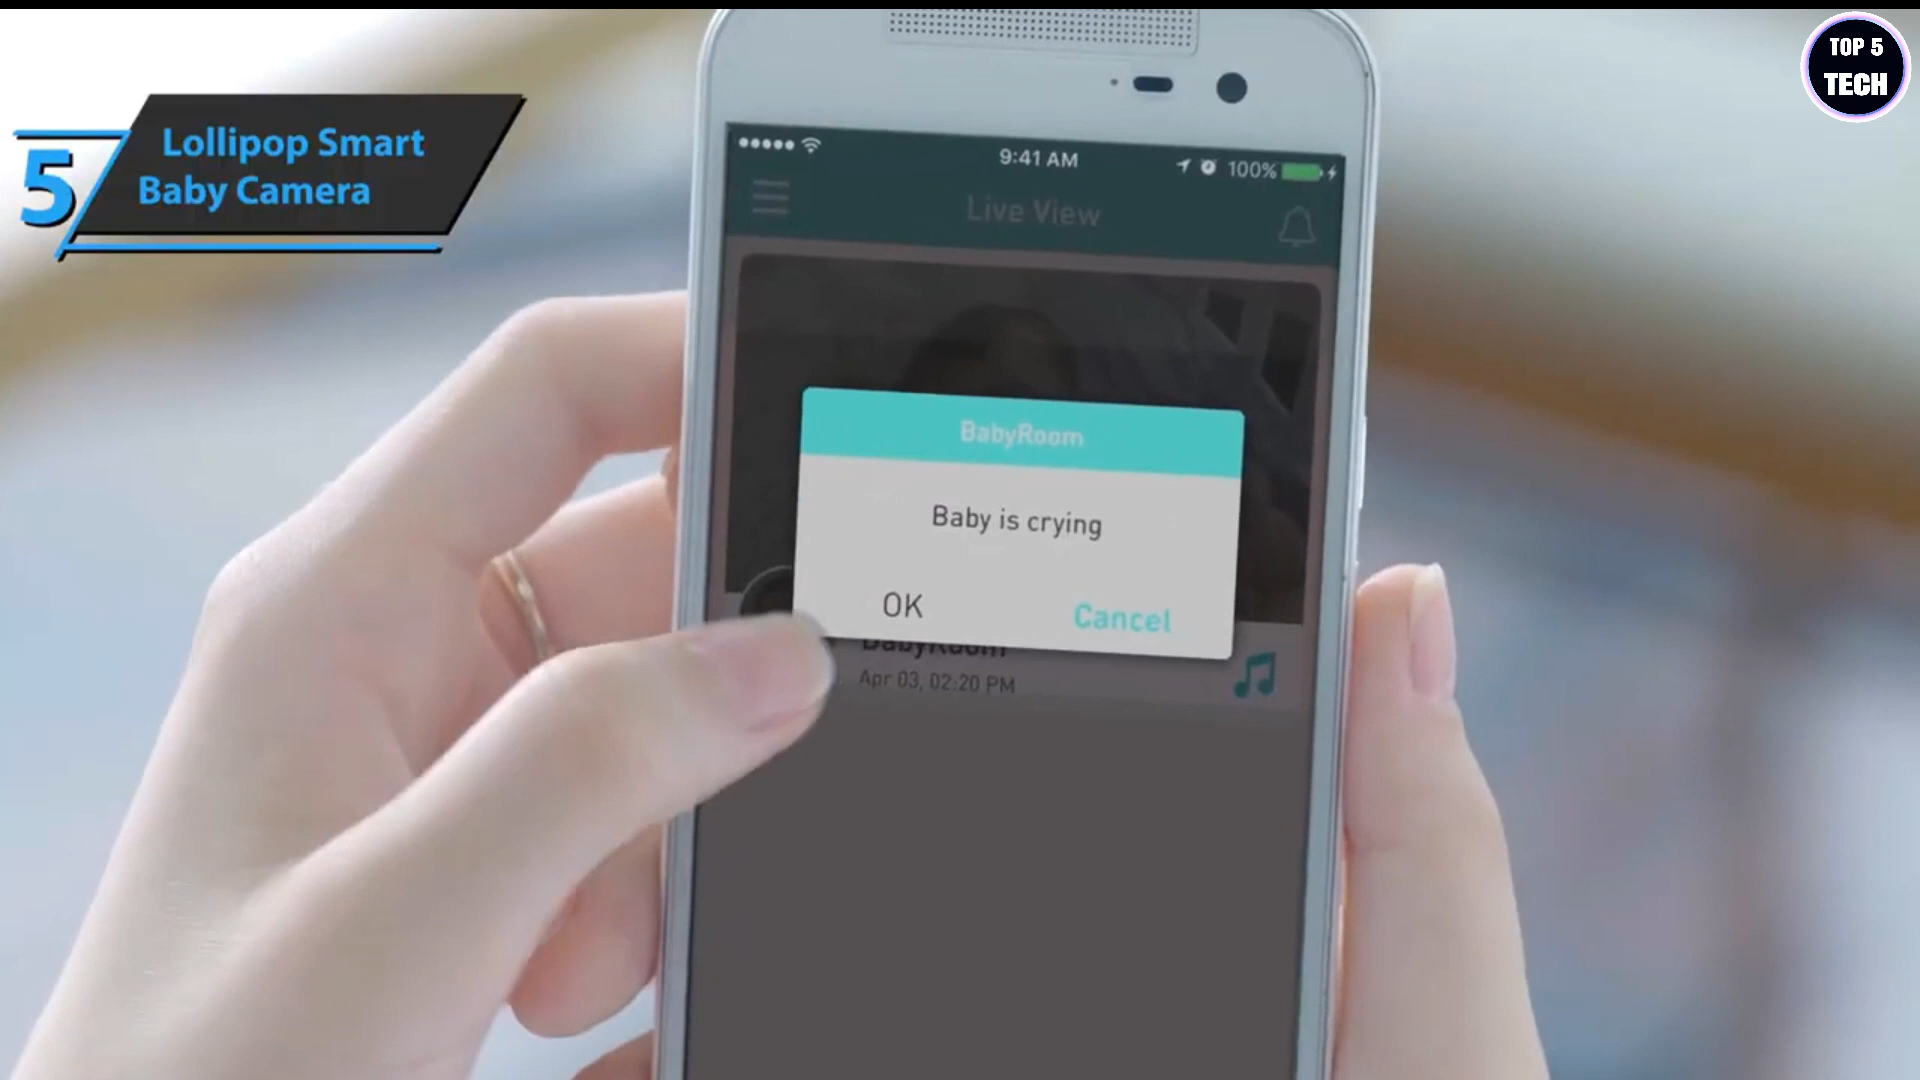 TOP 5
TECH
5
Lollipop Smart
Baby Camera
9:41 AM
100%
Live View
BabyRoom
Baby is crying
OK
Cancel
BabyRoom
Apr 03, 02:20 PM